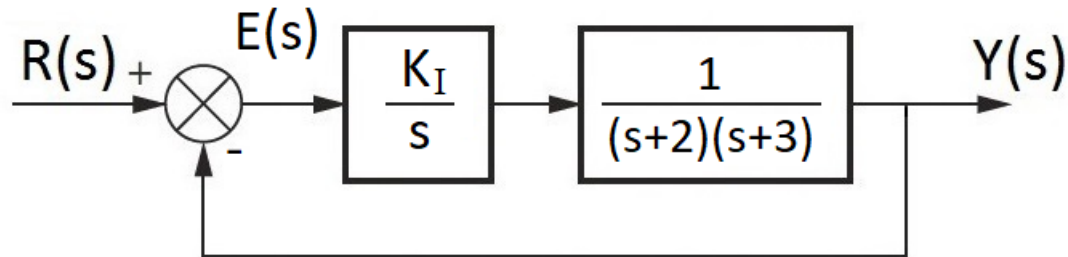 R(s)
+
-
E(s)
K_I
s
1
(s+2)(s+3)
Y(s)